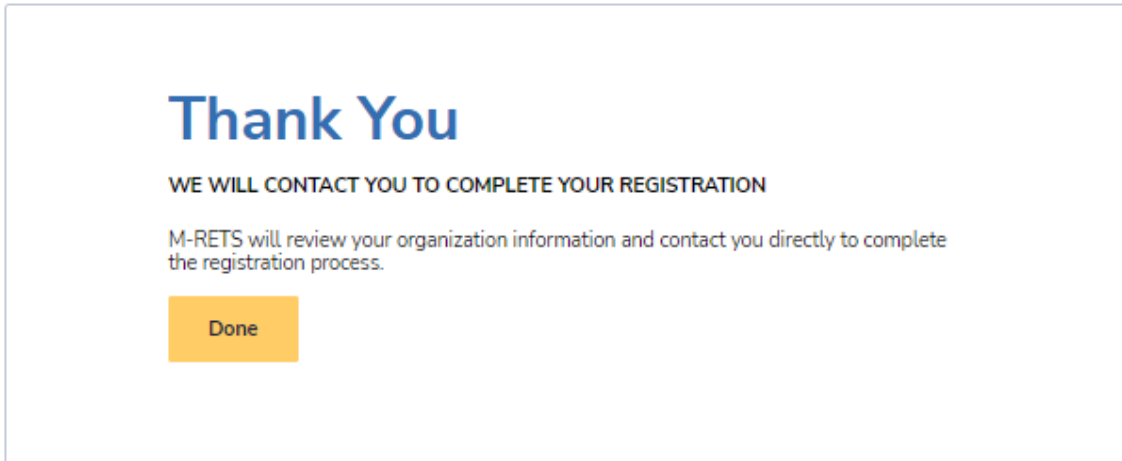 Thank You
WE WILL CONTACT YOU TO COMPLETE YOUR REGISTRATION
M-RETS will review your organization information and contact you directly to complete
the registration process.
Done